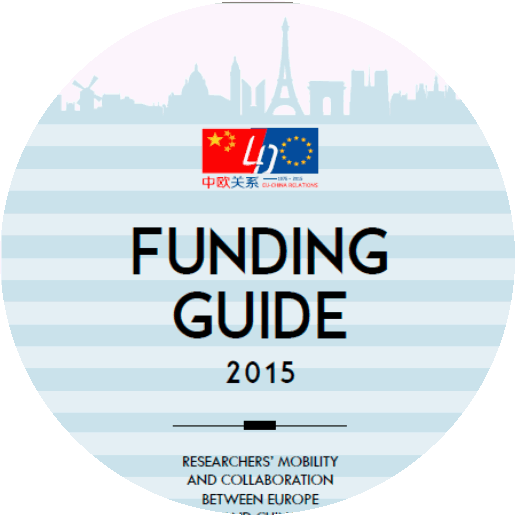 40
中欧关系
1975 - 2015
EU-CHINA RELATIONS
FUNDING
GUIDE
2015
RESEARCHERS' MOBILITY
AND COLLABORATION
BETWEEN EUROPE